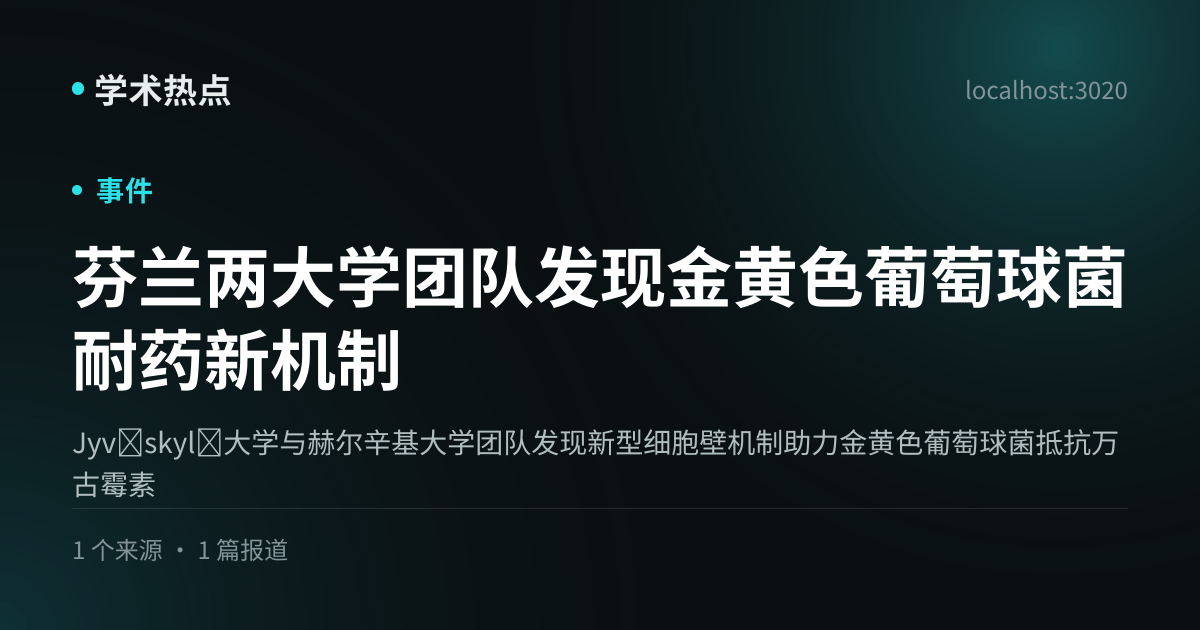 学术热点
localhost:3020
事件
芬兰两大学团队发现金黄色葡萄球菌
耐药新机制
Jyv☒skyl☒大学与赫尔辛基大学团队发现新型细胞壁机制助力金黄色葡萄球菌抵抗万
古霉素
1 个来源 · 1 篇报道